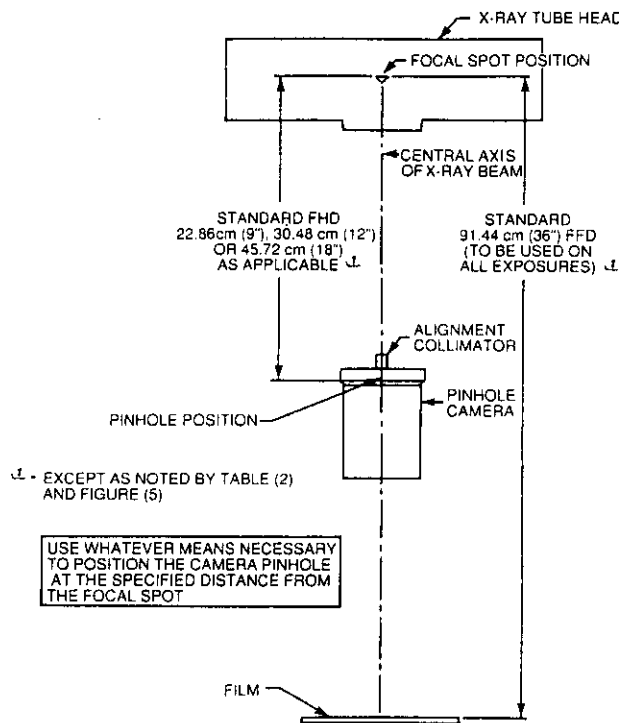 X-RAY TUBE HEAD
FOCAL SPOT POSITION
CENTRAL AXIS
OF X-RAY BEAM
STANDARD FHD
22.86cm (9"), 30.48 cm (12")
OR 45.72 cm (18")
AS APPLICABLE 1
STANDARD
91.44 cm (36") FFD
(TO BE USED ON
ALL EXPOSURES) 1
ALIGNMENT
COLLIMATOR
PINHOLE POSITION
PINHOLE
CAMERA
1 - EXCEPT AS NOTED BY TABLE (2)
AND FIGURE (5)
USE WHATEVER MEANS NECESSARY
TO POSITION THE CAMERA PINHOLE
AT THE SPECIFIED DISTANCE FROM
THE FOCAL SPOT
FILM